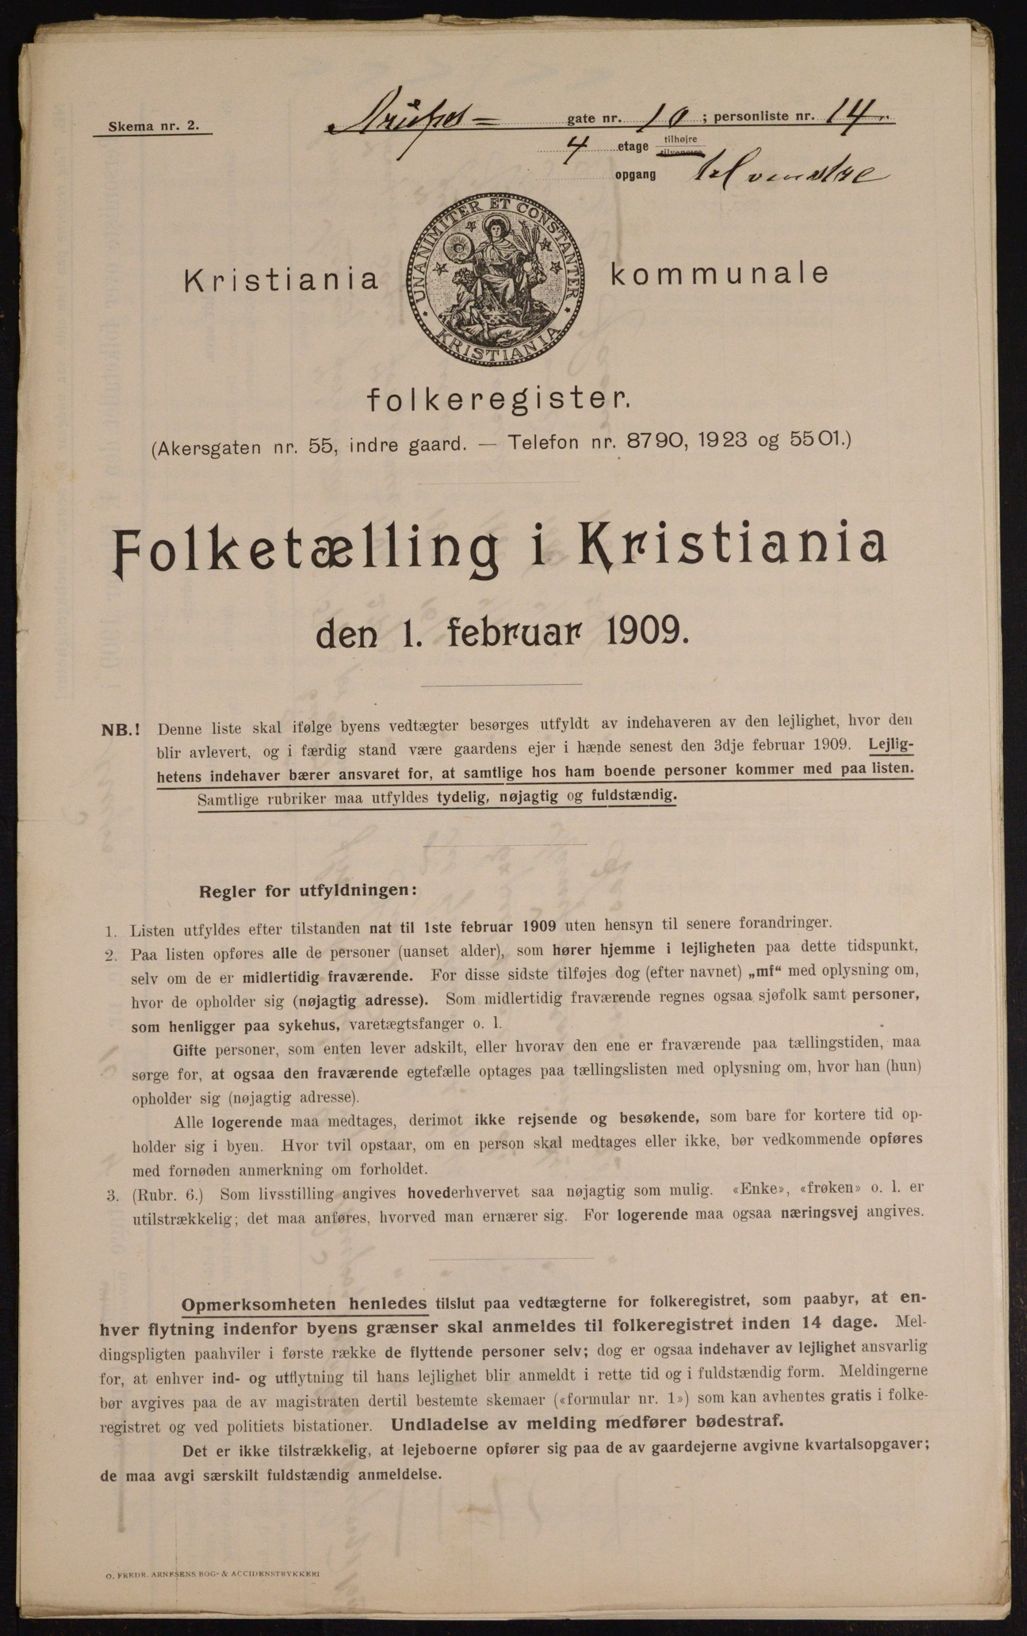 Skema nr. 2.
Arups= gate nr. 10; personliste nr. 14.
4 etage tilhøjre tilvenstre
opgang til venstre
UNANIMITER ET CONSTANTER · KRISTIANIA ·
Kristiania kommunale
folkeregister.
(Akersgaten nr. 55, indre gaard. — Telefon nr. 8790, 1923 og 5501.)
Folketælling i Kristiania
den 1. februar 1909.
NB.! Denne liste skal ifølge byens vedtægter besørges utfyldt av indehaveren av den lejlighet, hvor den
blir avlevert, og i færdig stand være gaardens ejer i hænde senest den 3dje februar 1909. Lejlig-
hetens indehaver bærer ansvaret for, at samtlige hos ham boende personer kommer med paa listen.
Samtlige rubriker maa utfyldes tydelig, nøjagtig og fuldstændig.
Regler for utfyldningen:
1. Listen utfyldes efter tilstanden nat til 1ste februar 1909 uten hensyn til senere forandringer.
2. Paa listen opføres alle de personer (uanset alder), som hører hjemme i lejligheten paa dette tidspunkt,
selv om de er midlertidig fraværende. For disse sidste tilføjes dog (efter navnet) „mf“ med oplysning om,
hvor de opholder sig (nøjagtig adresse). Som midlertidig fraværende regnes ogsaa sjøfolk samt personer,
som henligger paa sykehus, varetægtsfanger o. l.
Gifte personer, som enten lever adskilt, eller hvorav den ene er fraværende paa tællingstiden, maa
sørge for, at ogsaa den fraværende egtefælle optages paa tællingslisten med oplysning om, hvor han (hun)
opholder sig (nøjagtig adresse).
Alle logerende maa medtages, derimot ikke rejsende og besøkende, som bare for kortere tid op-
holder sig i byen. Hvor tvil opstaar, om en person skal medtages eller ikke, bør vedkommende opføres
med fornøden anmerkning om forholdet.
3. (Rubr. 6.) Som livsstilling angives hovederhvervet saa nøjagtig som mulig. «Enke», «frøken» o. l. er
utilstrækkelig; det maa anføres, hvorved man ernærer sig. For logerende maa ogsaa næringsvej angives.
Opmerksomheten henledes tilslut paa vedtægterne for folkeregistret, som paabyr, at en-
hver flytning indenfor byens grænser skal anmeldes til folkeregistret inden 14 dage. Mel-
dingspligten paahviler i første række de flyttende personer selv; dog er ogsaa indehaver av lejlighet ansvarlig
for, at enhver ind- og utflytning til hans lejlighet blir anmeldt i rette tid og i fuldstændig form. Meldingerne
bør avgives paa de av magistraten dertil bestemte skemaer («formular nr. 1») som kan avhentes gratis i folke-
registret og ved politiets bistationer. Undladelse av melding medfører bødestraf.
Det er ikke tilstrækkelig, at lejeboerne opfører sig paa de av gaardejerne avgivne kvartalsopgaver;
de maa avgi særskilt fuldstændig anmeldelse.
O. FREDR. ARNESENS BOG- & ACCIDENSTRYKKERI